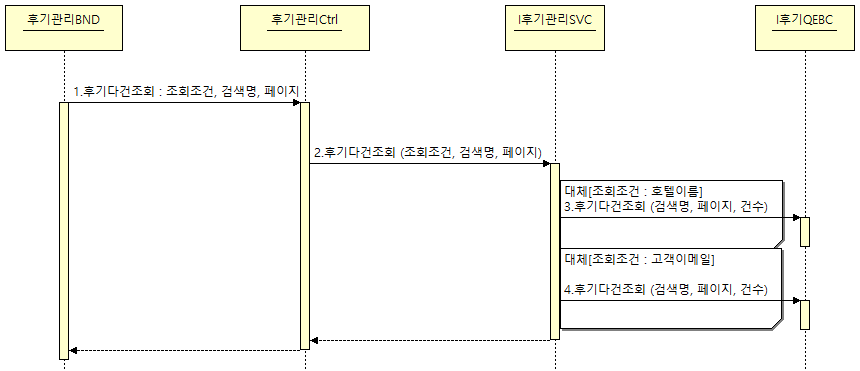 후기관리BND
후기관리Ctrl
I후기관리SVC
I후기QEBC
1.후기다건조회 : 조회조건, 검색명, 페이지
2.후기다건조회 (조회조건, 검색명, 페이지)
대체[조회조건 : 호텔이름]
3.후기다건조회 (검색명, 페이지, 건수)
대체[조회조건 : 고객이메일]
4.후기다건조회 (검색명, 페이지, 건수)